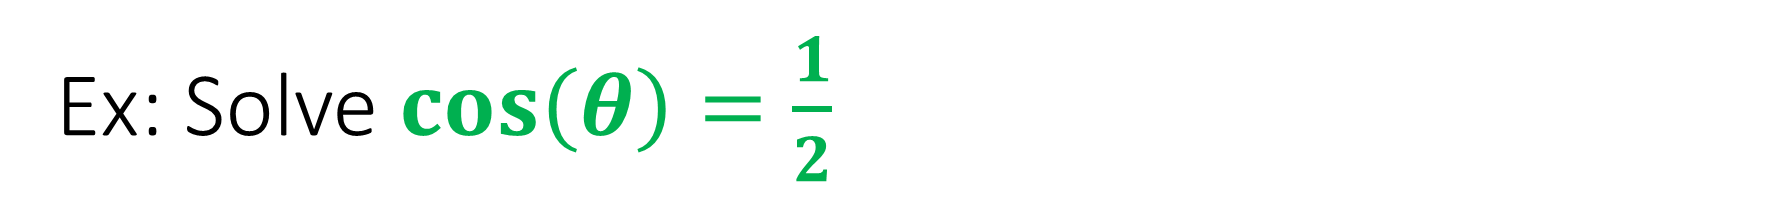 Ex: Solve cos(θ) = 1/2